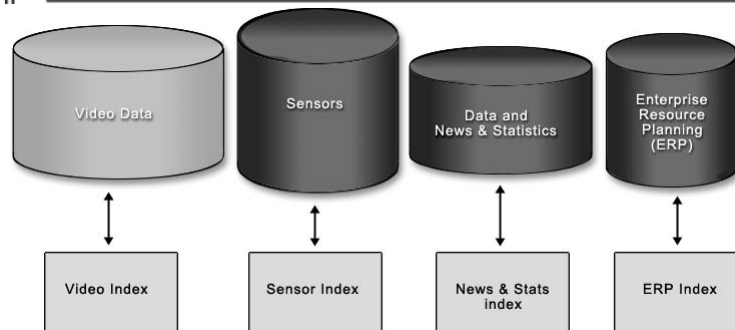 Video Data
Sensors
Data and
News & Statistics
Enterprise
Resource
Planning
(ERP)
Video Index
Sensor Index
News & Stats
index
ERP Index